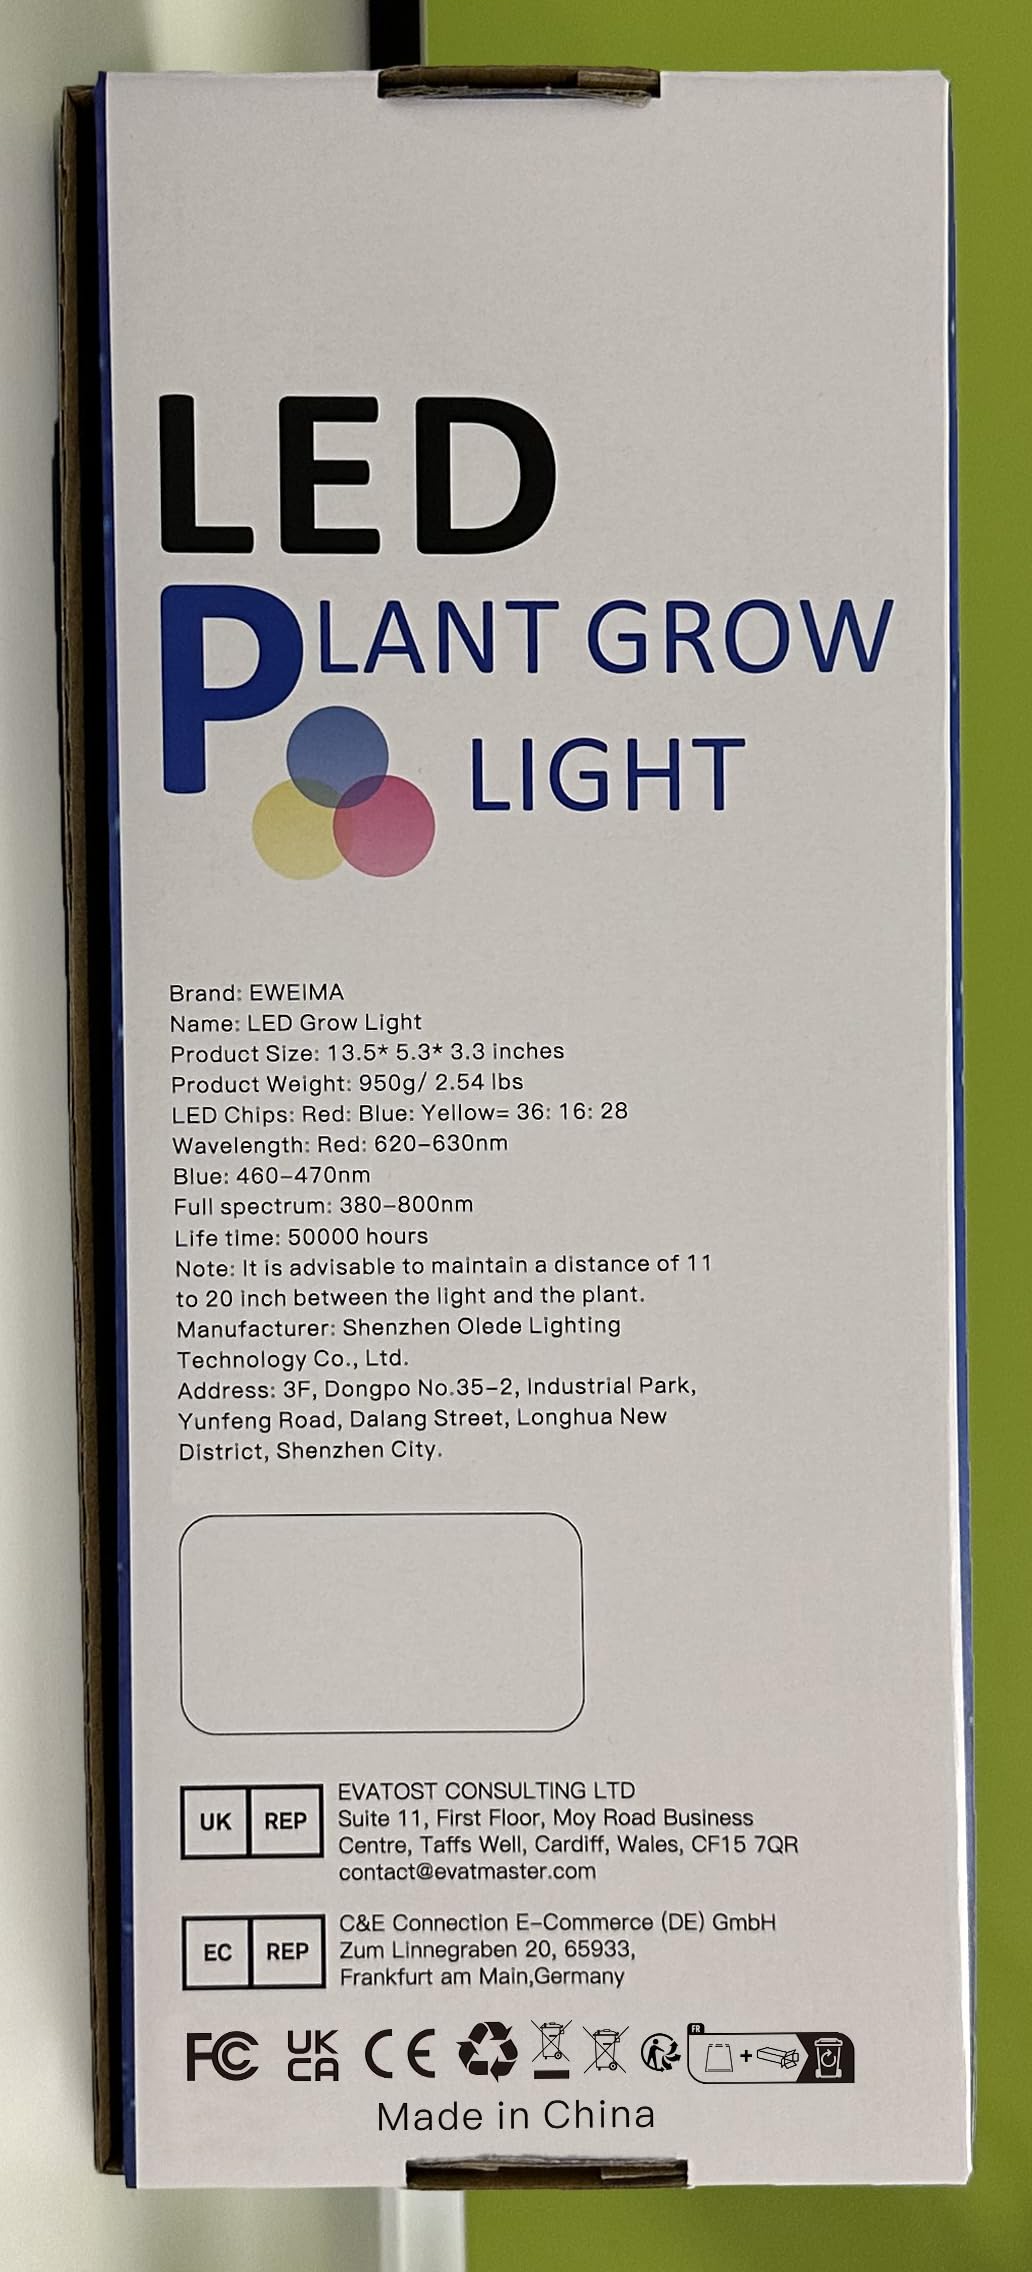 LED
PLANT GROW
LIGHT
Brand: EWEIMA
Name: LED Grow Light
Product Size: 13.5* 5.3* 3.3 inches
Product Weight: 950g/ 2.54 lbs
LED Chips: Red: Blue: Yellow= 36: 16: 28
Wavelength: Red: 620-630nm
Blue: 460-470nm
Full spectrum: 380-800nm
Life time: 50000 hours
Note: It is advisable to maintain a distance of 11
to 20 inch between the light and the plant.
Manufacturer: Shenzhen Olede Lighting
Technology Co., Ltd.
Address: 3F, Dongpo No.35-2, Industrial Park,
Yunfeng Road, Dalang Street, Longhua New
District, Shenzhen City.
UK REP
EVATOST CONSULTING LTD
Suite 11, First Floor, Moy Road Business
Centre, Taffs Well, Cardiff, Wales, CF15 7QR
contact@evatmaster.com
EC REP
C&E Connection E-Commerce (DE) GmbH
Zum Linnegraben 20, 65933,
Frankfurt am Main,Germany
FC UK CA CE FR
Made in China